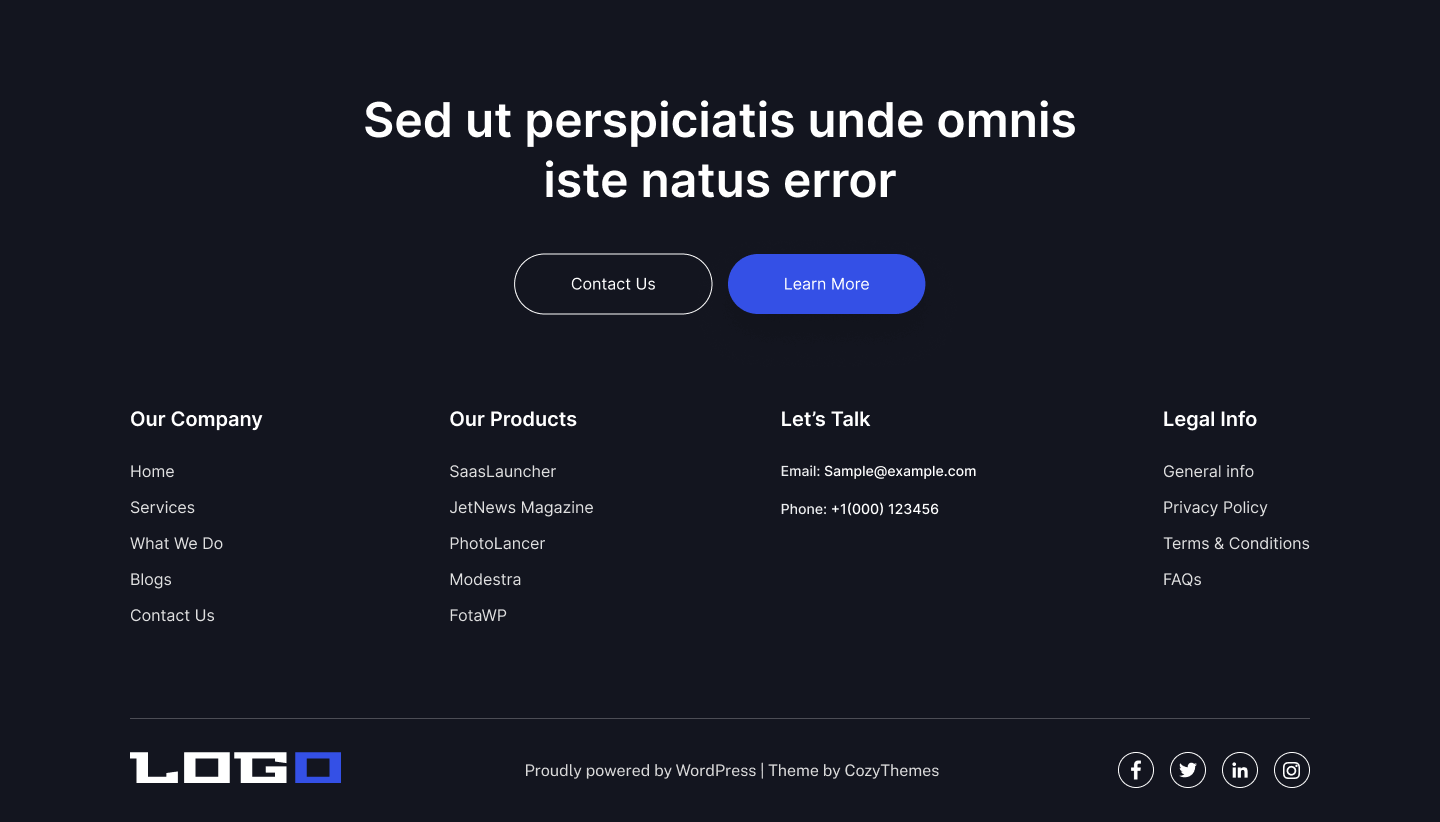 Sed ut perspiciatis unde omnis
iste natus error
Contact Us
Learn More
Our Company
Home
Services
What We Do
Blogs
Contact Us
Our Products
SaasLauncher
JetNews Magazine
PhotoLancer
Modestra
FotaWP
Let’s Talk
Email: Sample@example.com
Phone: +1(000) 123456
Legal Info
General info
Privacy Policy
Terms & Conditions
FAQs
LOGO
Proudly powered by WordPress | Theme by CozyThemes